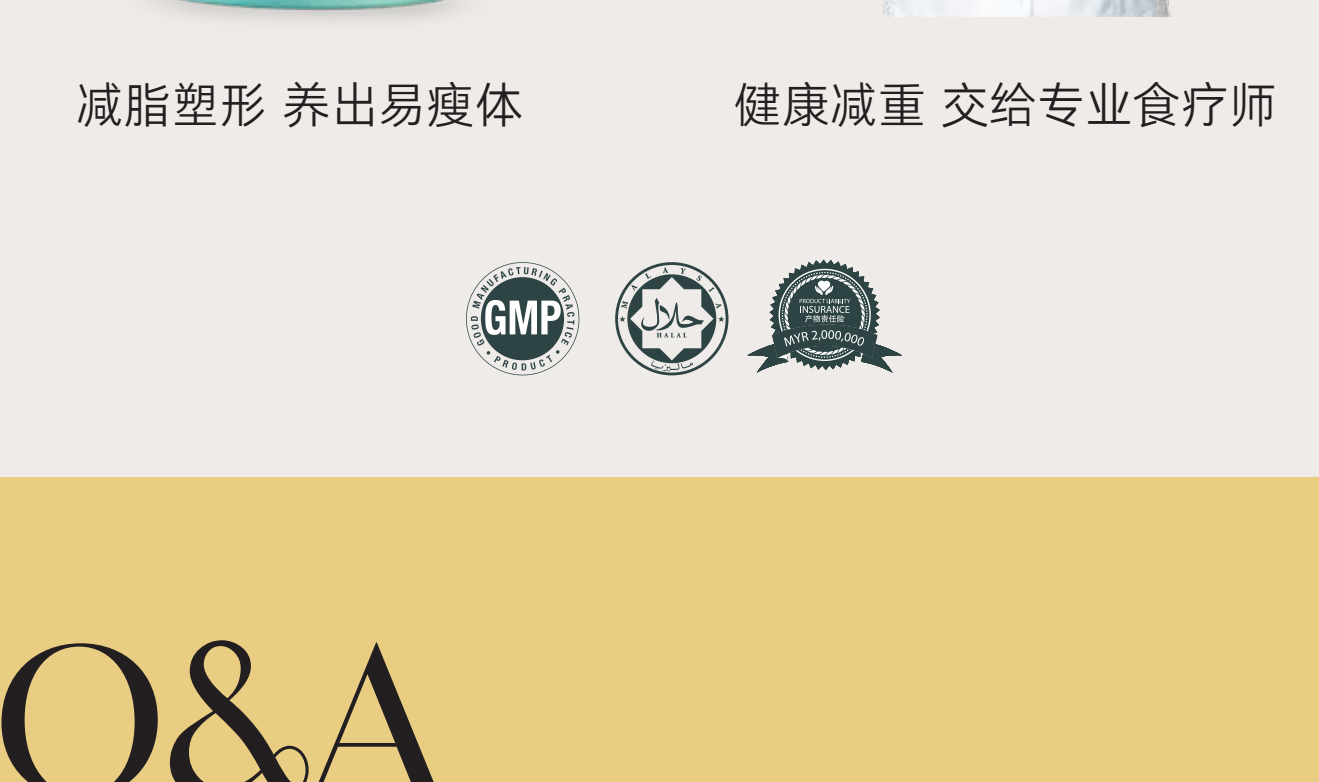 减脂塑形 养出易瘦体
健康减重 交给专业食疗师
GOOD MANUFACTURING PRACTICE
GMP
• PRODUCT •
MALAYSIA
حلال
HALAL
ماليزيا
PRODUCT LIABILITY
INSURANCE
产物责任险
MYR 2,000,000
Q&A